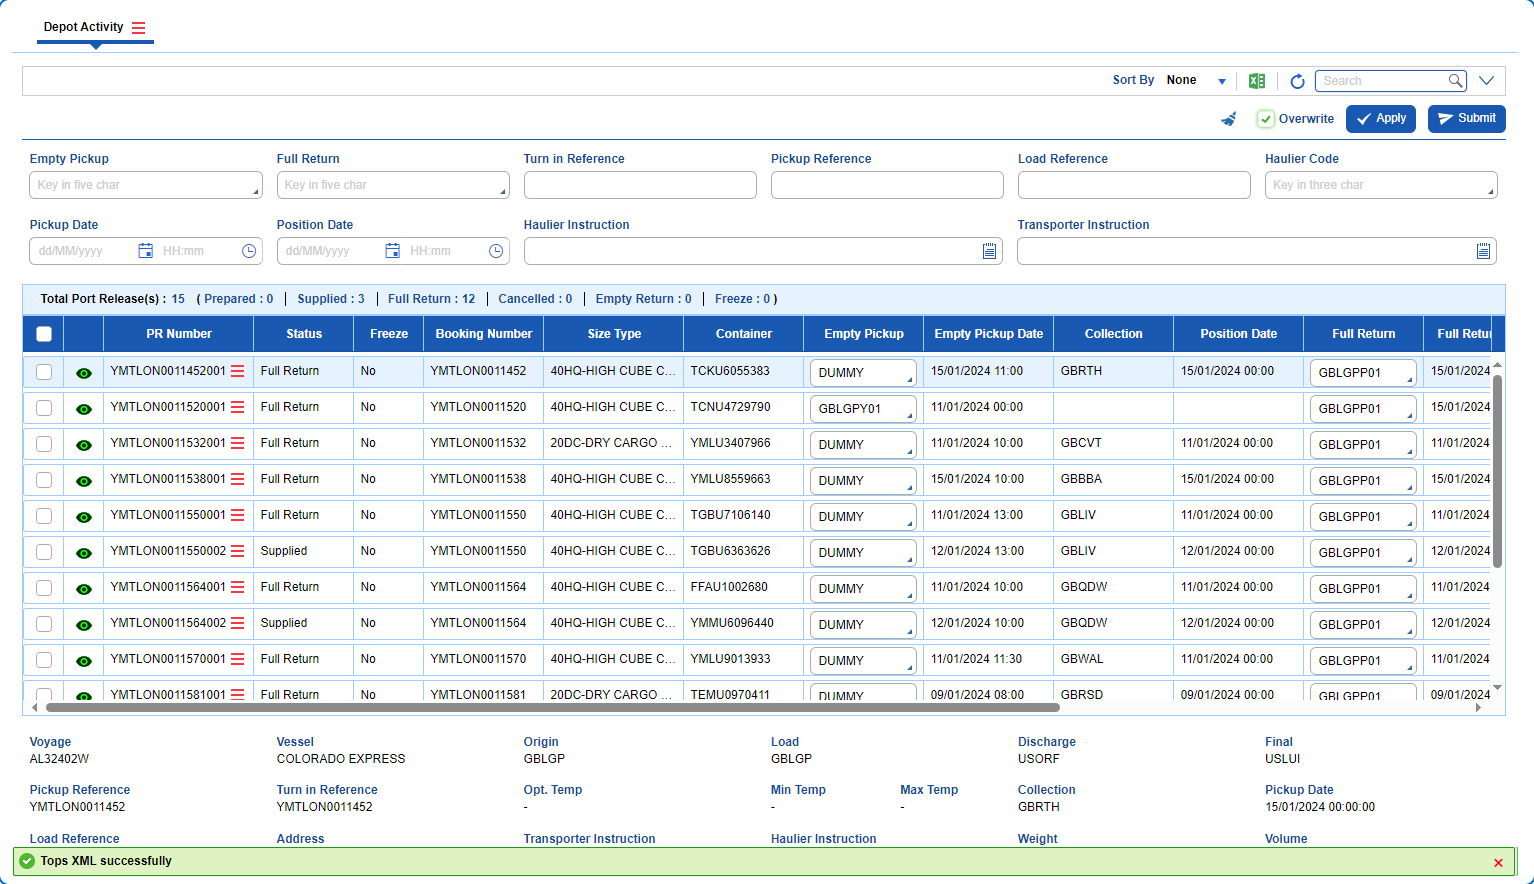 Depot Activity
Sort By None Search
Overwrite Apply Submit
Empty Pickup Full Return Turn in Reference Pickup Reference Load Reference Haulier Code
Key in five char Key in five char Key in three char
Pickup Date Position Date Haulier Instruction Transporter Instruction
dd/MM/yyyy HH:mm dd/MM/yyyy HH:mm
Total Port Release(s) : 15 ( Prepared : 0 | Supplied : 3 | Full Return : 12 | Cancelled : 0 | Empty Return : 0 | Freeze : 0 )
PR Number Status Freeze Booking Number Size Type Container Empty Pickup Empty Pickup Date Collection Position Date Full Return Full Retu
YMTLON0011452001 Full Return No YMTLON0011452 40HQ-HIGH CUBE C... TCKU6055383 DUMMY 15/01/2024 11:00 GBRTH 15/01/2024 00:00 GBLGPP01 15/01/2024
YMTLON0011520001 Full Return No YMTLON0011520 40HQ-HIGH CUBE C... TCNU4729790 GBLGPY01 11/01/2024 00:00 GBLGPP01 15/01/2024
YMTLON0011532001 Full Return No YMTLON0011532 20DC-DRY CARGO ... YMLU3407966 DUMMY 11/01/2024 10:00 GBCVT 11/01/2024 00:00 GBLGPP01 11/01/2024
YMTLON0011538001 Full Return No YMTLON0011538 40HQ-HIGH CUBE C... YMLU8559663 DUMMY 15/01/2024 10:00 GBBBA 15/01/2024 00:00 GBLGPP01 15/01/2024
YMTLON0011550001 Full Return No YMTLON0011550 40HQ-HIGH CUBE C... TGBU7106140 DUMMY 11/01/2024 13:00 GBLIV 11/01/2024 00:00 GBLGPP01 11/01/2024
YMTLON0011550002 Supplied No YMTLON0011550 40HQ-HIGH CUBE C... TGBU6363626 DUMMY 12/01/2024 13:00 GBLIV 12/01/2024 00:00 GBLGPP01 12/01/2024
YMTLON0011564001 Full Return No YMTLON0011564 40HQ-HIGH CUBE C... FFAU1002680 DUMMY 11/01/2024 10:00 GBQDW 11/01/2024 00:00 GBLGPP01 11/01/2024
YMTLON0011564002 Supplied No YMTLON0011564 40HQ-HIGH CUBE C... YMMU6096440 DUMMY 12/01/2024 10:00 GBQDW 12/01/2024 00:00 GBLGPP01 12/01/2024
YMTLON0011570001 Full Return No YMTLON0011570 40HQ-HIGH CUBE C... YMLU9013933 DUMMY 11/01/2024 11:30 GBWAL 11/01/2024 00:00 GBLGPP01 11/01/2024
YMTLON0011581001 Full Return No YMTLON0011581 20DC-DRY CARGO ... TEMU0970411 DUMMY 09/01/2024 08:00 GBRSD 09/01/2024 00:00 GBLGPP01 09/01/2024
Voyage Vessel Origin Load Discharge Final
AL32402W COLORADO EXPRESS GBLGP GBLGP USORF USLUI
Pickup Reference Turn in Reference Opt. Temp Min Temp Max Temp Collection Pickup Date
YMTLON0011452 YMTLON0011452 - - - GBRTH 15/01/2024 00:00:00
Load Reference Address Transporter Instruction Haulier Instruction Weight Volume
Tops XML successfully